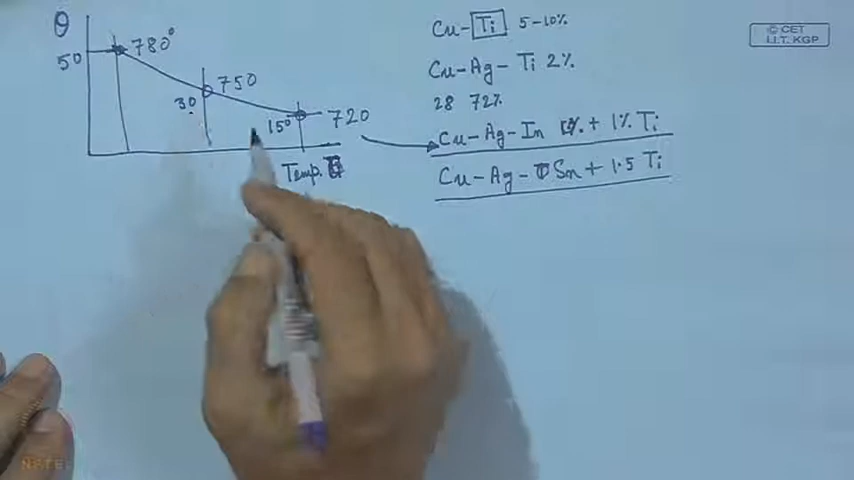 θ
50
780°
750
30
15°
720
Temp.
Cu-Ti 5-10%
Cu-Ag-Ti 2%
28 72%
Cu-Ag-In % + 1% Ti
Cu-Ag-Sn + 1.5 Ti
© CET
I.I.T. KGP
NPTEL